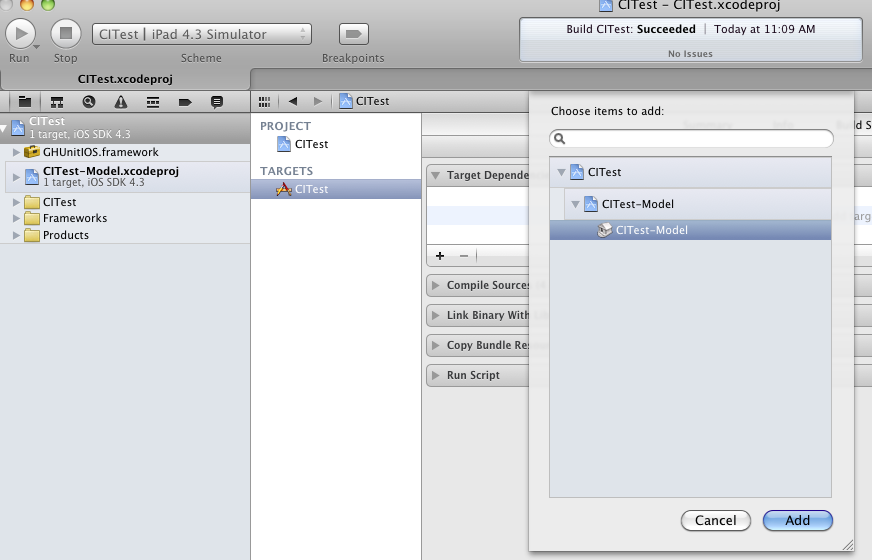 CITest - CITest.xcodeproj
CITest | iPad 4.3 Simulator
Build CITest: Succeeded | Today at 11:09 AM
No Issues
Run
Stop
Scheme
Breakpoints
CITest.xcodeproj
CITest
CITest
1 target, iOS SDK 4.3
GHUnitIOS.framework
CITest-Model.xcodeproj
1 target, iOS SDK 4.3
CITest
Frameworks
Products
PROJECT
CITest
TARGETS
CITest
Target Depende
+ −
Compile Sources
Link Binary With
Copy Bundle Res
Run Script
Choose items to add:
CITest
CITest-Model
CITest-Model
Cancel
Add